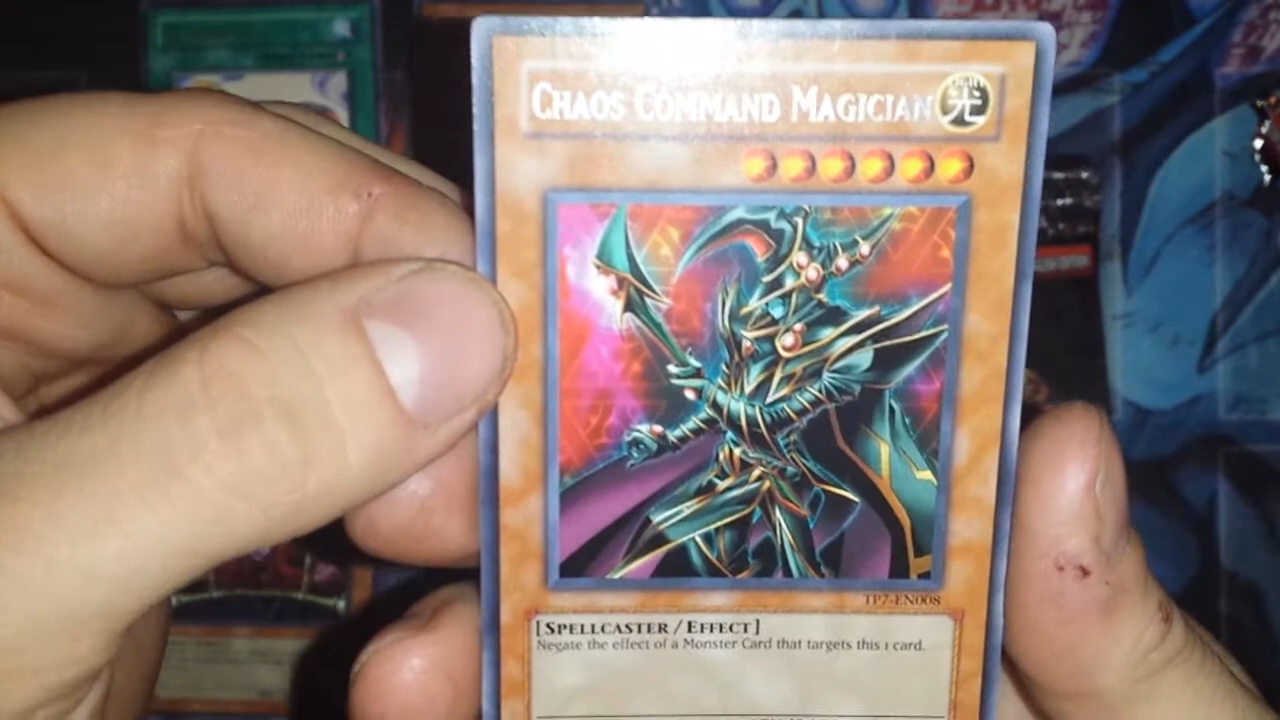 CHAOS COMMAND MAGICIAN
LIGHT
光
TP7-EN008
[SPELLCASTER/EFFECT]
Negate the effect of a Monster Card that targets this 1 card.